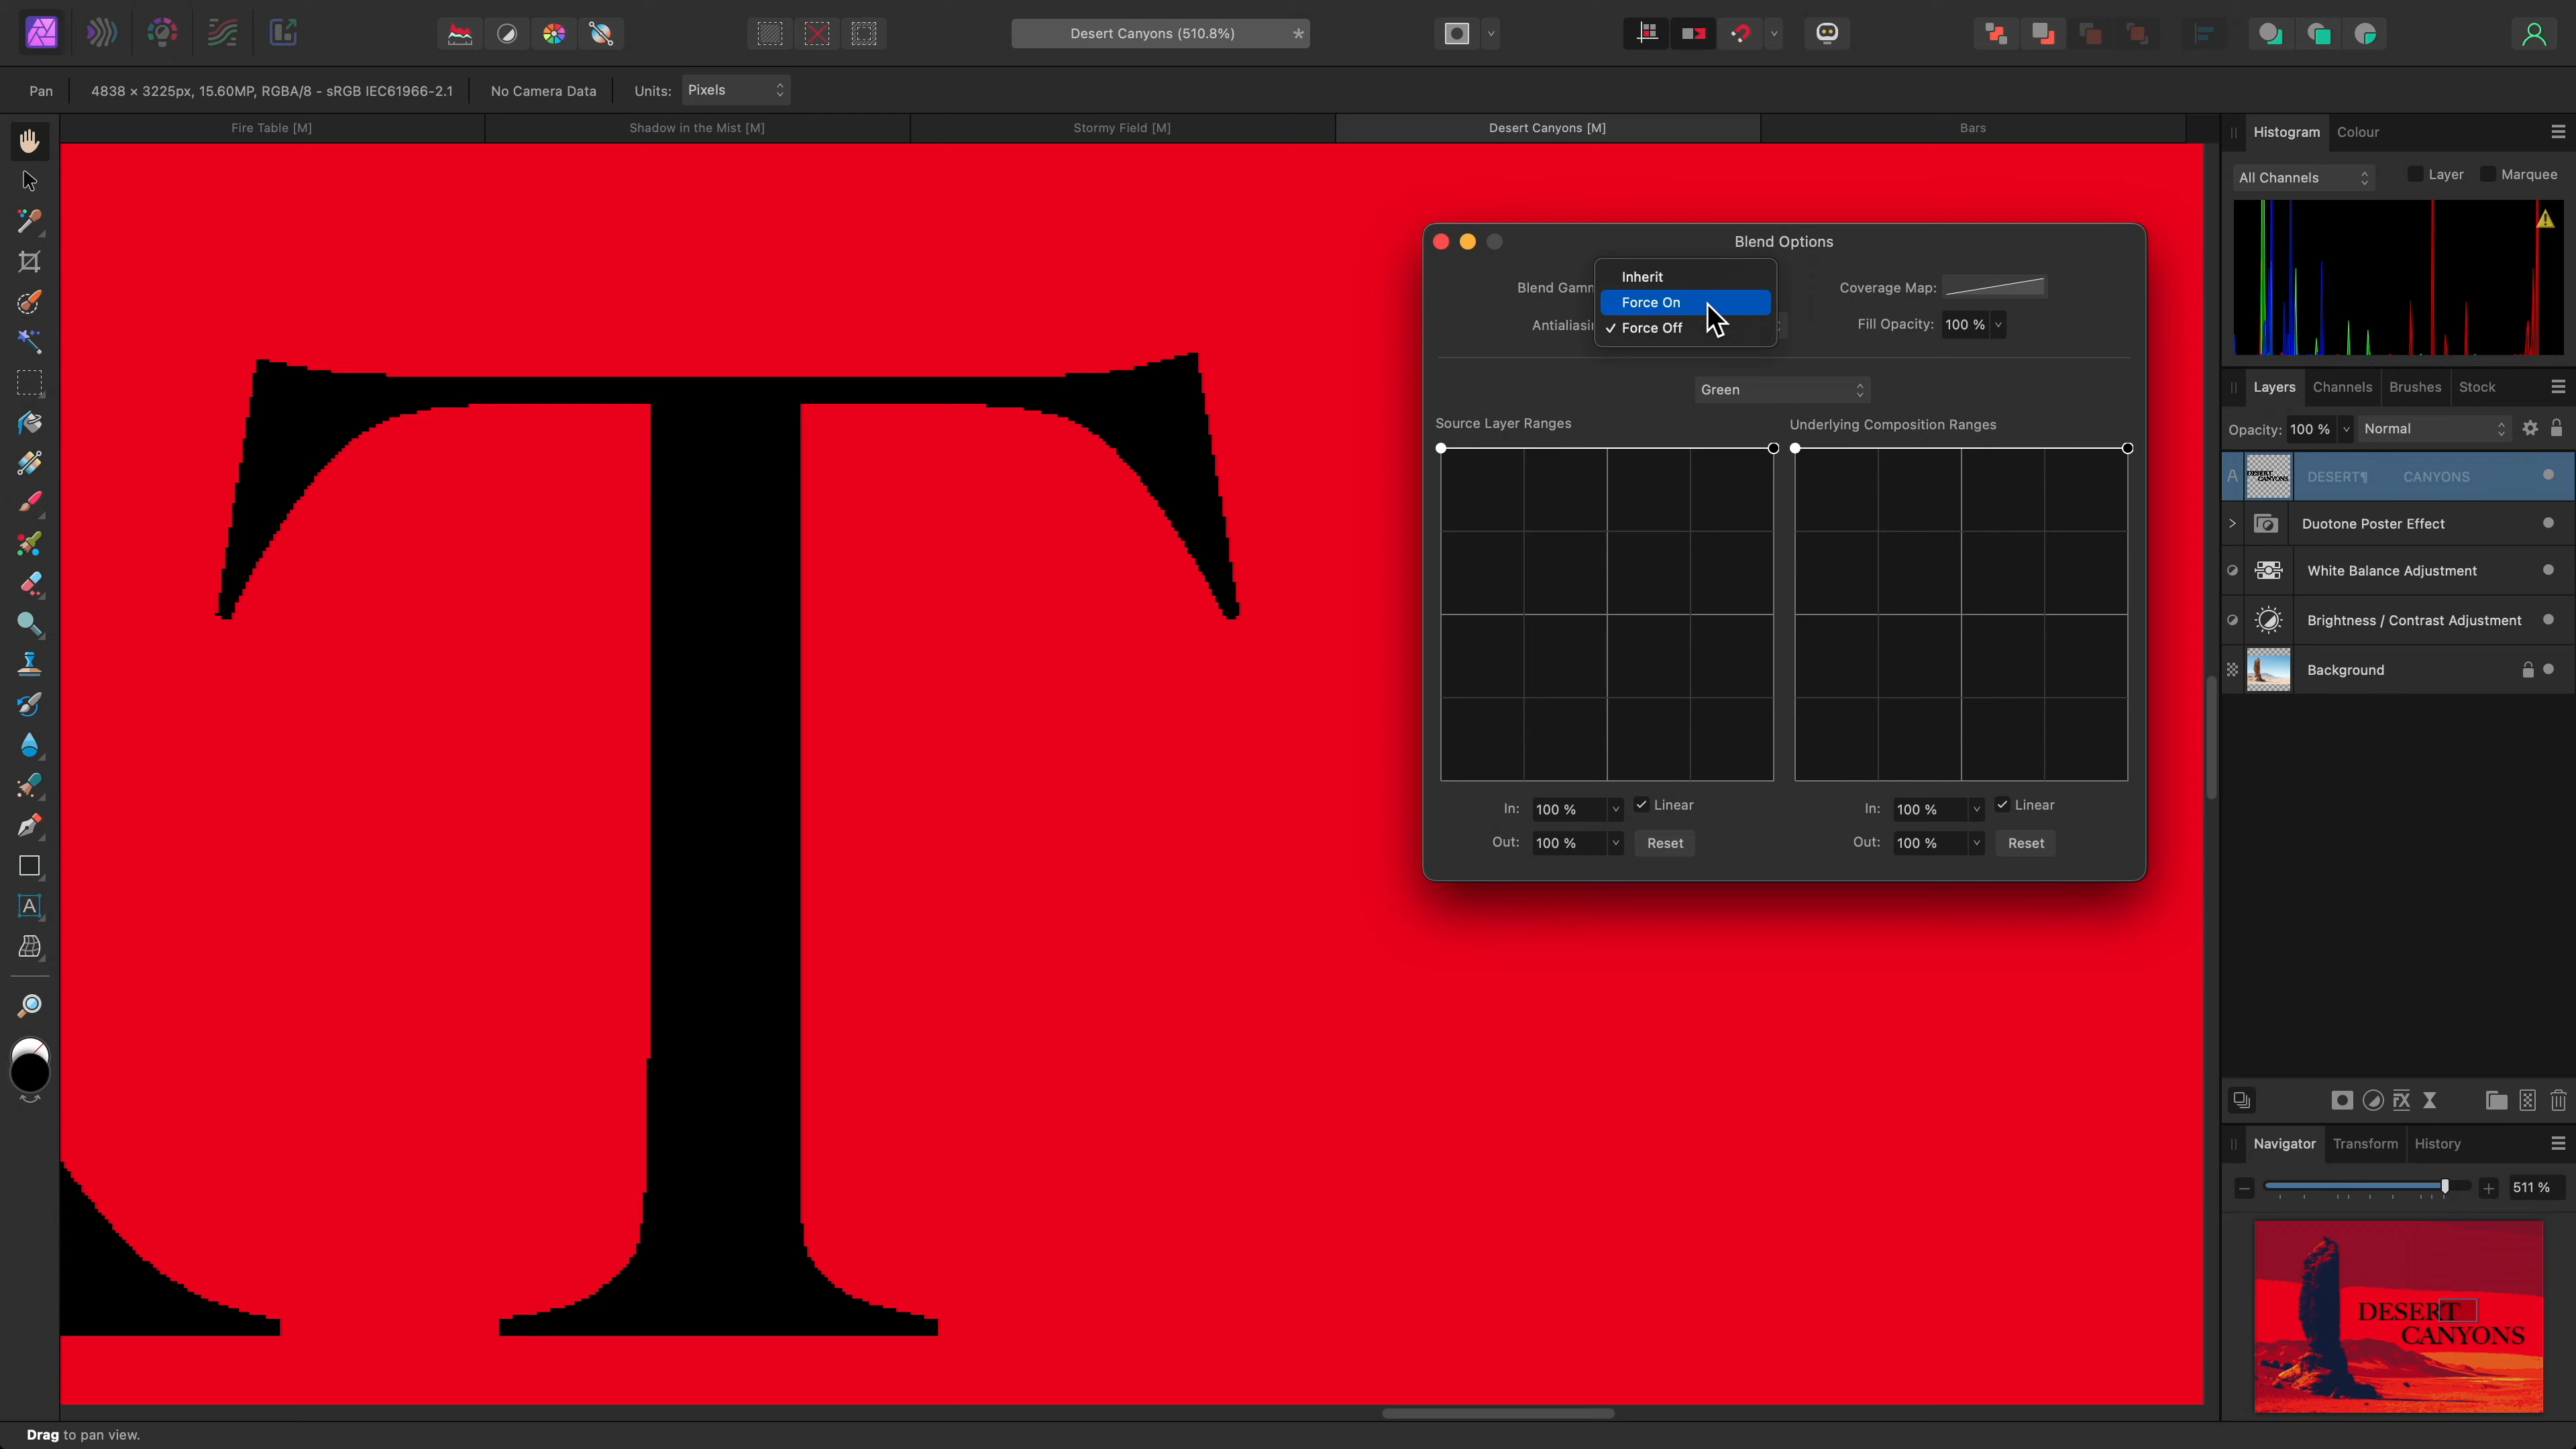 Desert Canyons (510.8%) *
Pan 4838 × 3225px, 15.60MP, RGBA/8 - sRGB IEC61966-2.1 No Camera Data Units: Pixels
Fire Table [M] Shadow in the Mist [M] Stormy Field [M] Desert Canyons [M] Bars
T
Blend Options
Blend Gamm
Inherit
Force On
Force Off
Antialiasin
Coverage Map:
Fill Opacity: 100 %
Green
Source Layer Ranges
Underlying Composition Ranges
In: 100 % Linear
Out: 100 % Reset
In: 100 % Linear
Out: 100 % Reset
Histogram Colour
All Channels Layer Marquee
Layers Channels Brushes Stock
Opacity: 100 % Normal
A DESERT CANYONS DESERT¶ CANYONS
Duotone Poster Effect
White Balance Adjustment
Brightness / Contrast Adjustment
Background
Navigator Transform History
511 %
DESERT
CANYONS
Drag to pan view.